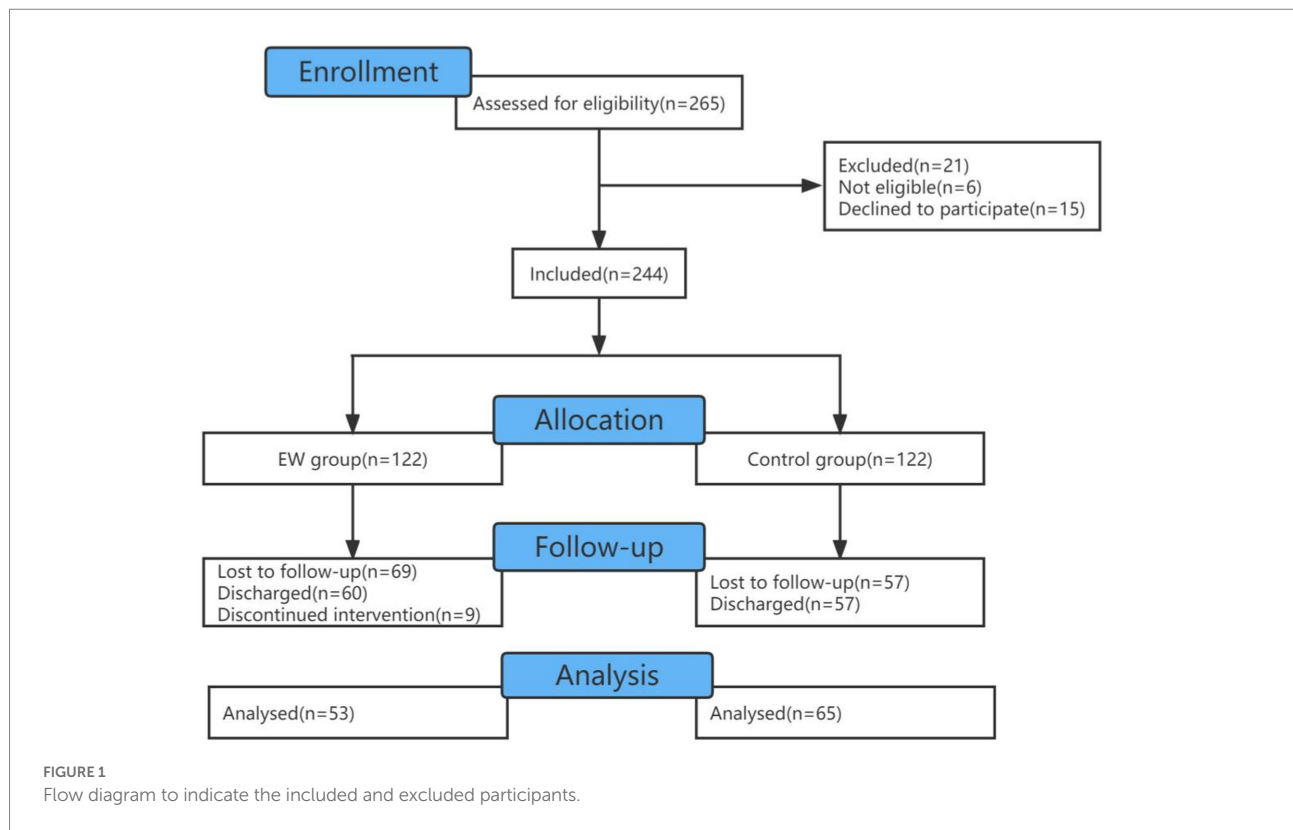 Enrollment
Assessed for eligibility(n=265)
Excluded(n=21)
Not eligible(n=6)
Declined to participate(n=15)
Included(n=244)
Allocation
EW group(n=122)
Control group(n=122)
Follow-up
Lost to follow-up(n=69)
Discharged(n=60)
Discontinued intervention(n=9)
Lost to follow-up(n=57)
Discharged(n=57)
Analysis
Analysed(n=53)
Analysed(n=65)
FIGURE 1
Flow diagram to indicate the included and excluded participants.